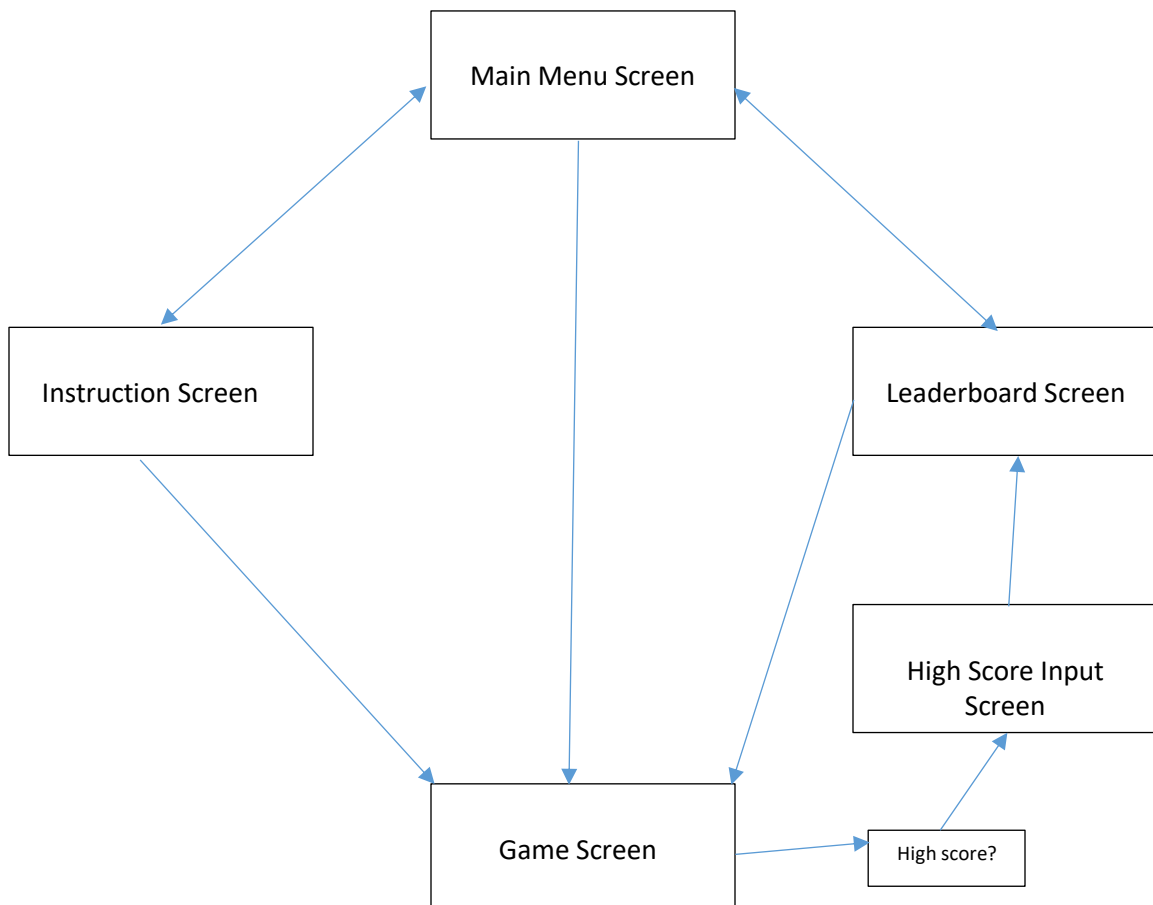 Main Menu Screen
Instruction Screen
Leaderboard Screen
High Score Input
Screen
Game Screen
High score?